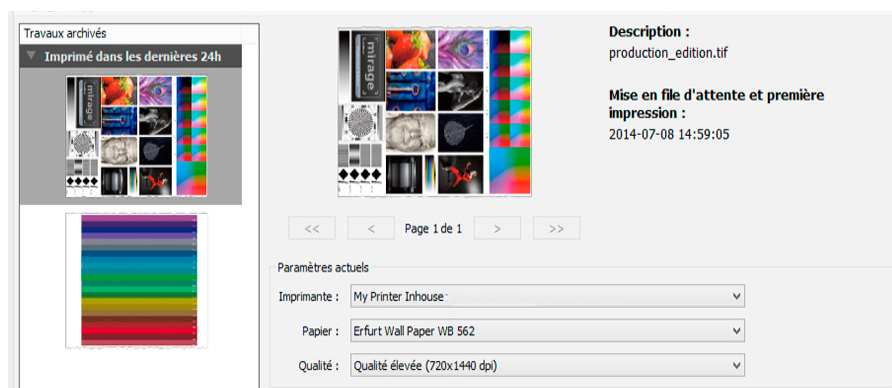 Travaux archivés
Imprimé dans les dernières 24h
mirage
mirage
Description :
production_edition.tif
Mise en file d'attente et première
impression :
2014-07-08 14:59:05
<< < Page 1 de 1 > >>
Paramètres actuels
Imprimante : My Printer Inhouse
Papier : Erfurt Wall Paper WB 562
Qualité : Qualité élevée (720x1440 dpi)